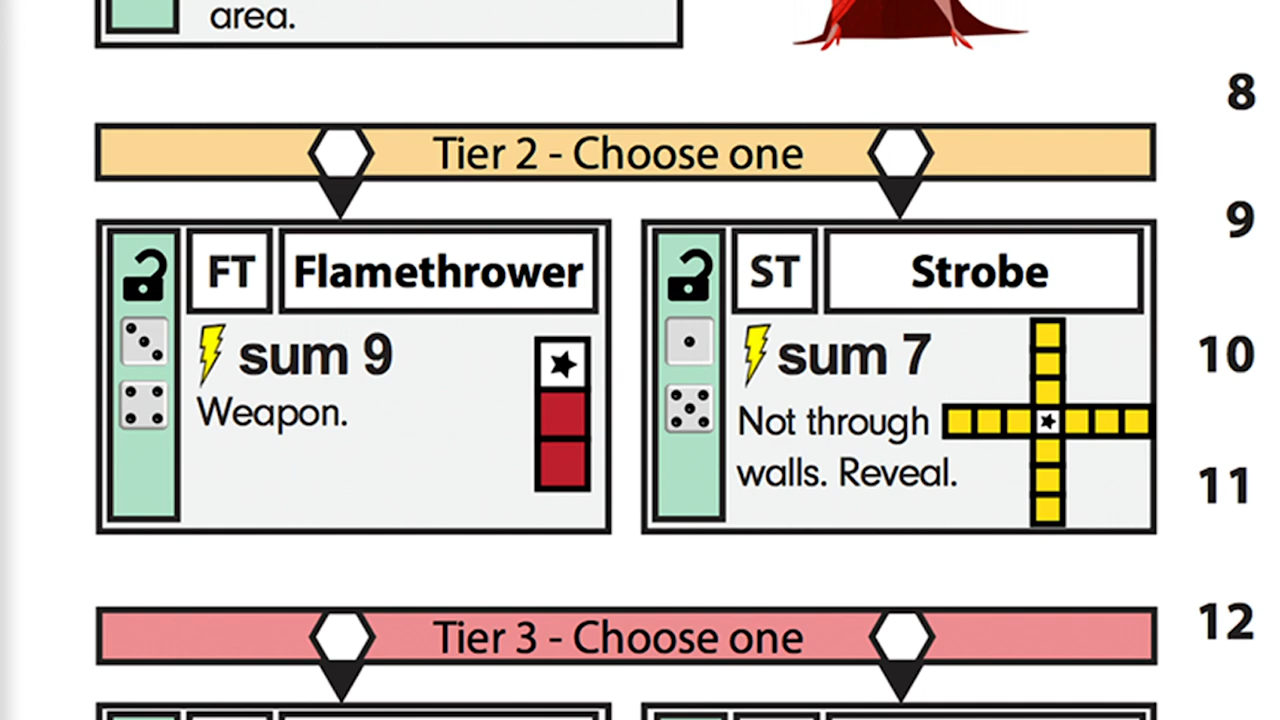 area.
8
Tier 2 - Choose one
9
FT Flamethrower
ST Strobe
sum 9
Weapon.
sum 7
Not through
walls. Reveal.
10
11
Tier 3 - Choose one
12